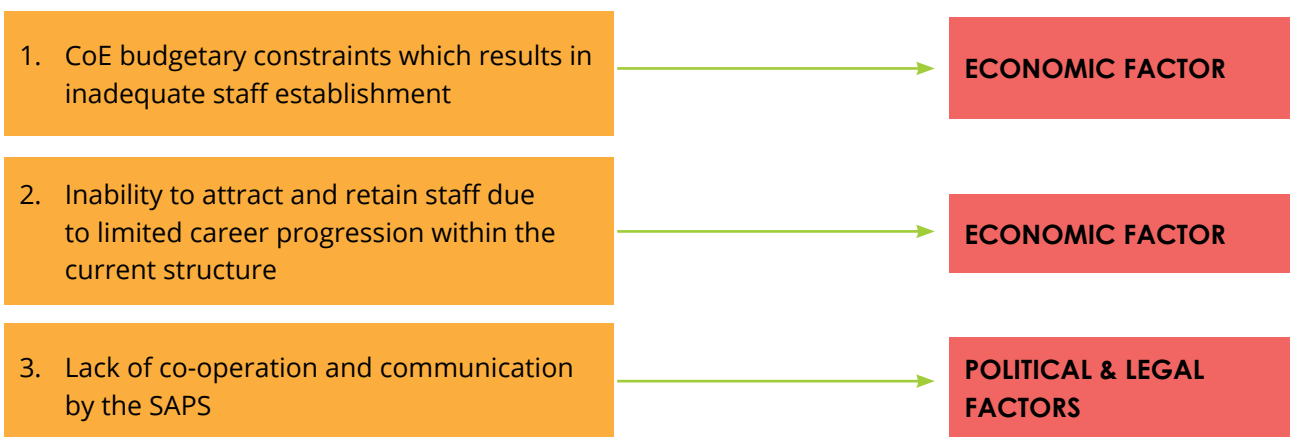 1. CoE budgetary constraints which results in
inadequate staff establishment
ECONOMIC FACTOR
2. Inability to attract and retain staff due
to limited career progression within the
current structure
ECONOMIC FACTOR
3. Lack of co-operation and communication
by the SAPS
POLITICAL & LEGAL
FACTORS